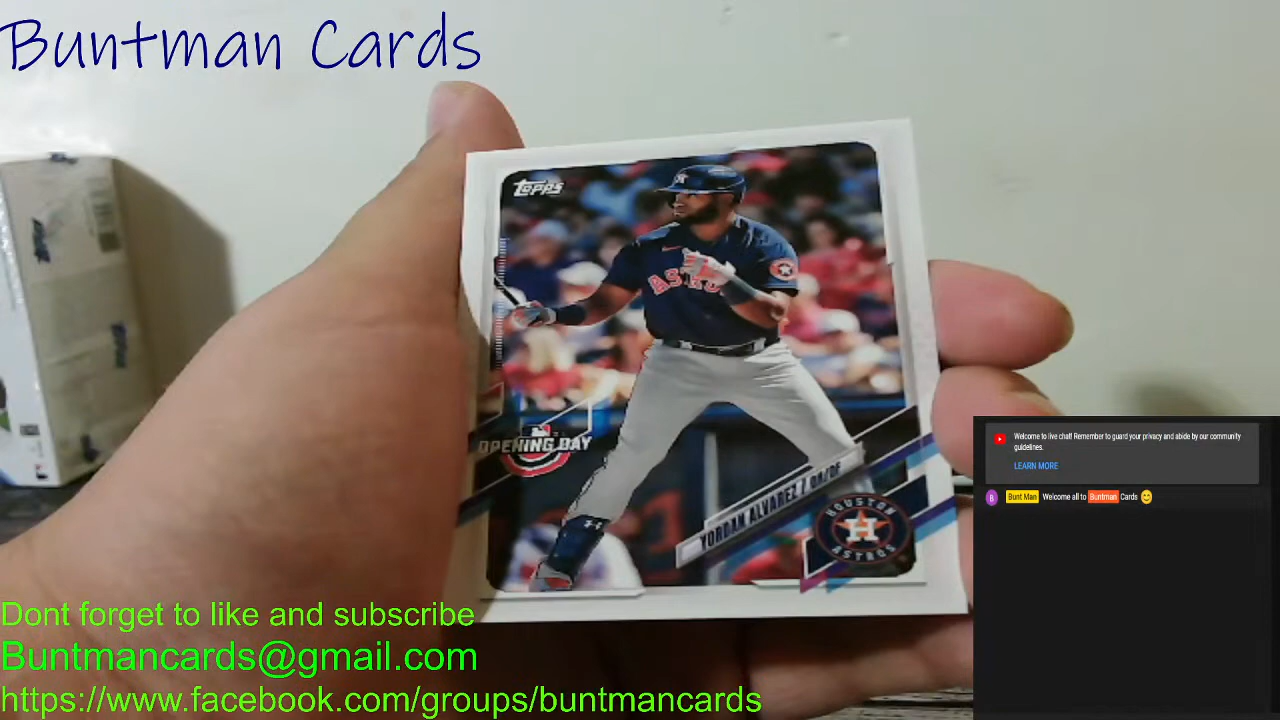 Buntman Cards
Topps
ASTROS
OPENING DAY
YORDAN ALVAREZ / DH/OF
HOUSTON
H
ASTROS
Welcome to live chat! Remember to guard your privacy and abide by our community
guidelines.
LEARN MORE
B Bunt Man Welcome all to Buntman Cards
Dont forget to like and subscribe
Buntmancards@gmail.com
https://www.facebook.com/groups/buntmancards